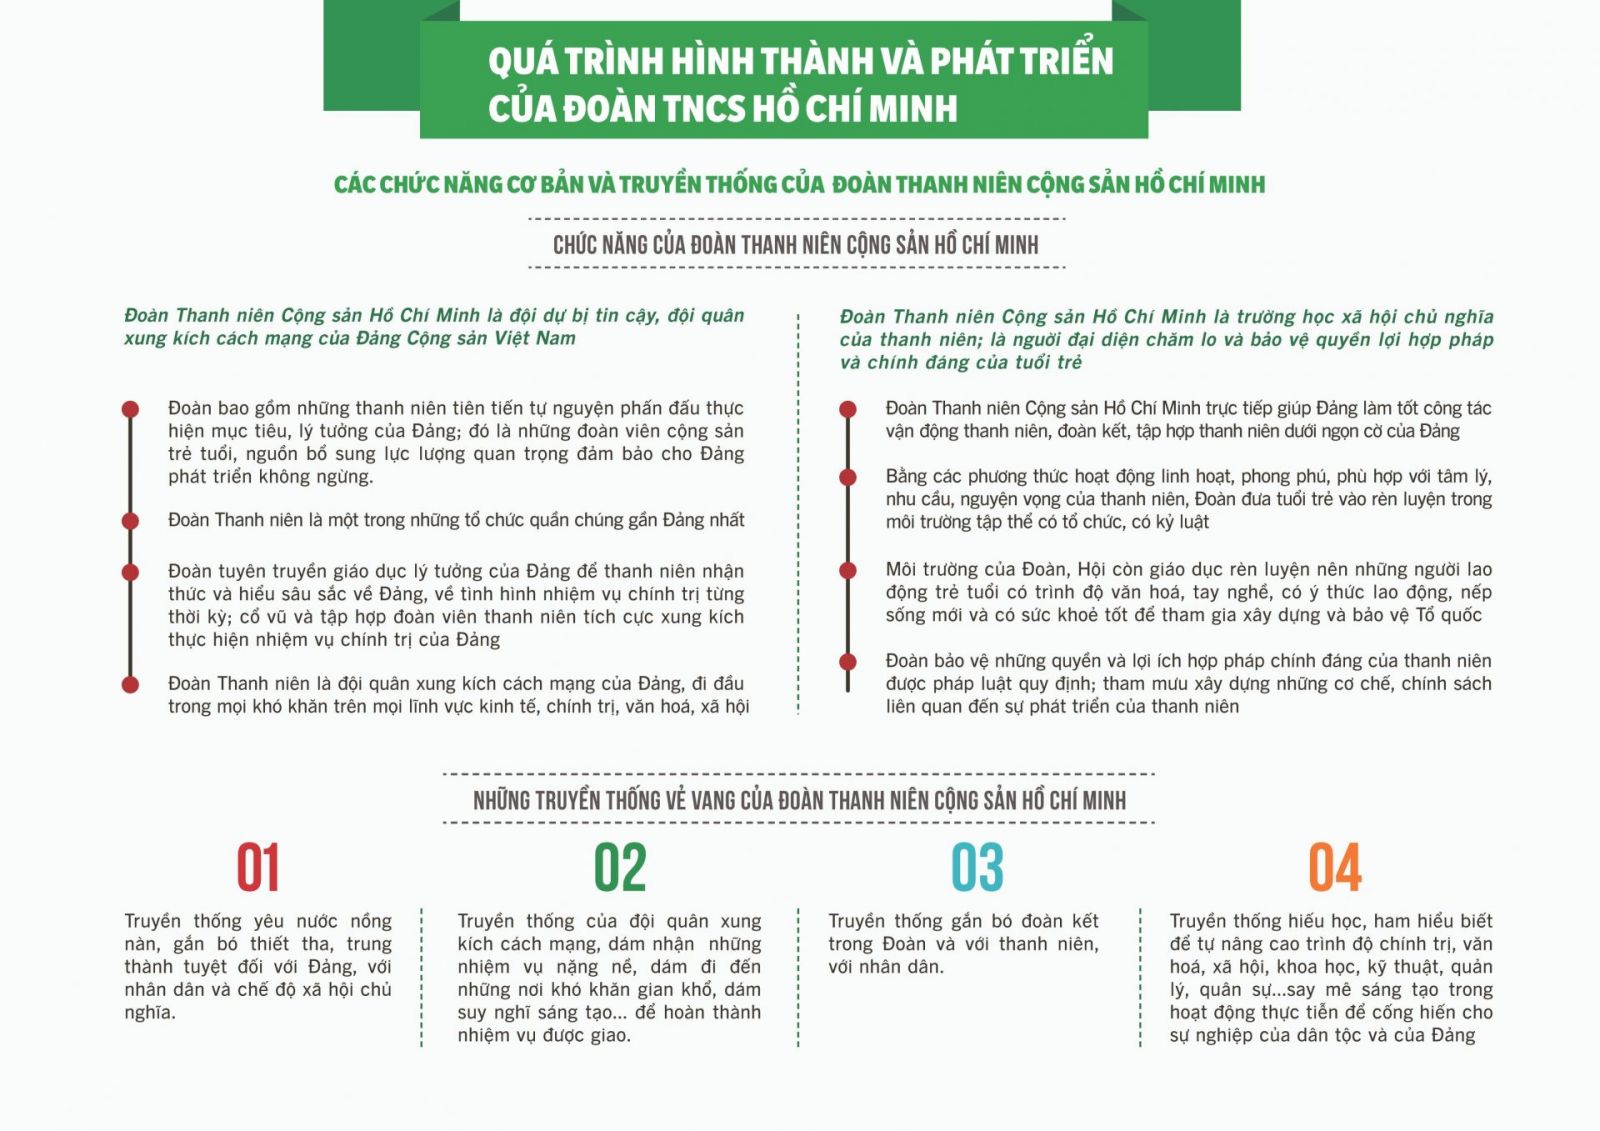 QUÁ TRÌNH HÌNH THÀNH VÀ PHÁT TRIỂN
CỦA ĐOÀN TNCS HỒ CHÍ MINH
CÁC CHỨC NĂNG CƠ BẢN VÀ TRUYỀN THỐNG CỦA ĐOÀN THANH NIÊN CỘNG SẢN HỒ CHÍ MINH
CHỨC NĂNG CỦA ĐOÀN THANH NIÊN CỘNG SẢN HỒ CHÍ MINH
Đoàn Thanh niên Cộng sản Hồ Chí Minh là đội dự bị tin cậy, đội quân
xung kích cách mạng của Đảng Cộng sản Việt Nam
Đoàn bao gồm những thanh niên tiên tiến tự nguyện phấn đấu thực
hiện mục tiêu, lý tưởng của Đảng; đó là những đoàn viên cộng sản
trẻ tuổi, nguồn bổ sung lực lượng quan trọng đảm bảo cho Đảng
phát triển không ngừng.
Đoàn Thanh niên là một trong những tổ chức quần chúng gần Đảng nhất
Đoàn tuyên truyền giáo dục lý tưởng của Đảng để thanh niên nhận
thức và hiểu sâu sắc về Đảng, về tình hình nhiệm vụ chính trị từng
thời kỳ; cổ vũ và tập hợp đoàn viên thanh niên tích cực xung kích
thực hiện nhiệm vụ chính trị của Đảng
Đoàn Thanh niên là đội quân xung kích cách mạng của Đảng, đi đầu
trong mọi khó khăn trên mọi lĩnh vực kinh tế, chính trị, văn hoá, xã hội
Đoàn Thanh niên Cộng sản Hồ Chí Minh là trường học xã hội chủ nghĩa
của thanh niên; là người đại diện chăm lo và bảo vệ quyền lợi hợp pháp
và chính đáng của tuổi trẻ
Đoàn Thanh niên Cộng sản Hồ Chí Minh trực tiếp giúp Đảng làm tốt công tác
vận động thanh niên, đoàn kết, tập hợp thanh niên dưới ngọn cờ của Đảng
Bằng các phương thức hoạt động linh hoạt, phong phú, phù hợp với tâm lý,
nhu cầu, nguyện vọng của thanh niên, Đoàn đưa tuổi trẻ vào rèn luyện trong
môi trường tập thể có tổ chức, có kỷ luật
Môi trường của Đoàn, Hội còn giáo dục rèn luyện nên những người lao
động trẻ tuổi có trình độ văn hoá, tay nghề, có ý thức lao động, nếp
sống mới và có sức khoẻ tốt để tham gia xây dựng và bảo vệ Tổ quốc
Đoàn bảo vệ những quyền và lợi ích hợp pháp chính đáng của thanh niên
được pháp luật quy định; tham mưu xây dựng những cơ chế, chính sách
liên quan đến sự phát triển của thanh niên
NHỮNG TRUYỀN THỐNG VẺ VANG CỦA ĐOÀN THANH NIÊN CỘNG SẢN HỒ CHÍ MINH
01
Truyền thống yêu nước nồng
nàn, gắn bó thiết tha, trung
thành tuyệt đối với Đảng, với
nhân dân và chế độ xã hội chủ
nghĩa.
02
Truyền thống của đội quân xung
kích cách mạng, dám nhận những
nhiệm vụ nặng nề, dám đi đến
những nơi khó khăn gian khổ, dám
suy nghĩ sáng tạo... để hoàn thành
nhiệm vụ được giao.
03
Truyền thống gắn bó đoàn kết
trong Đoàn và với thanh niên,
với nhân dân.
04
Truyền thống hiếu học, ham hiểu biết
để tự nâng cao trình độ chính trị, văn
hoá, xã hội, khoa học, kỹ thuật, quản
lý, quân sự...say mê sáng tạo trong
hoạt động thực tiễn để cống hiến cho
sự nghiệp của dân tộc và của Đảng